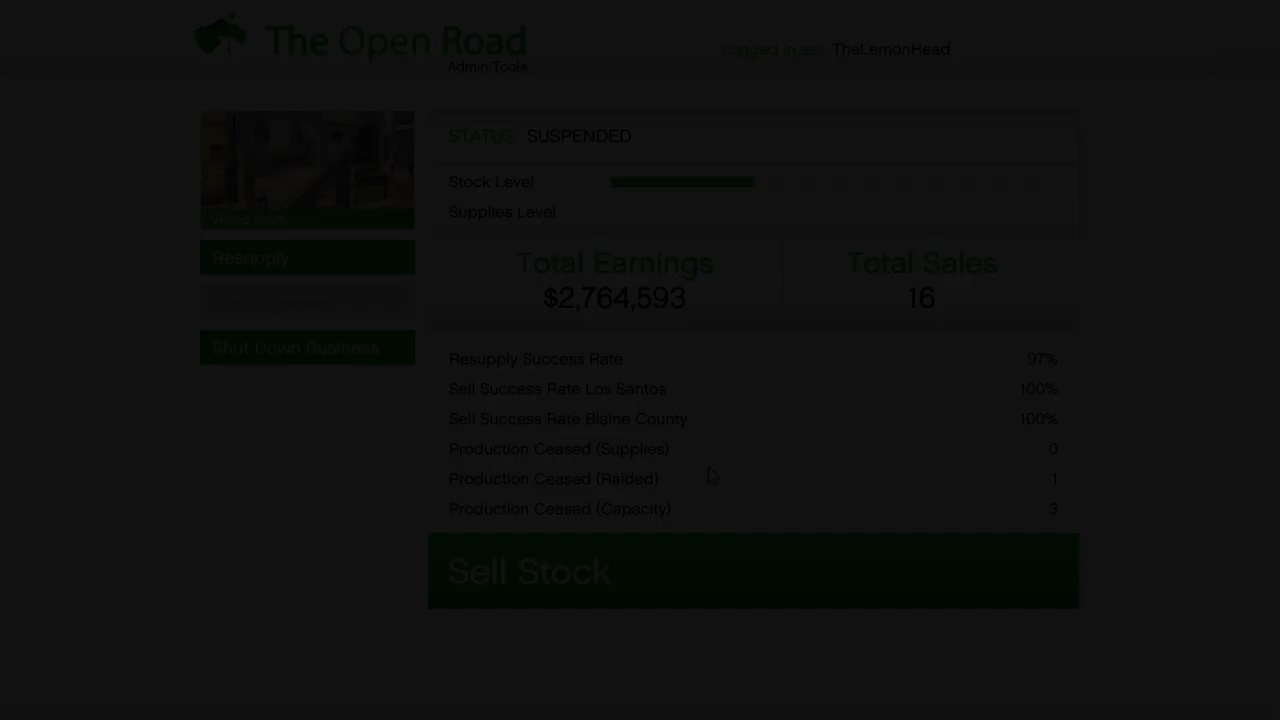 The Open Road
Admin Tools
Logged in as: TheLemonHead
STATUS: SUSPENDED
Stock Level
Supplies Level
Resupply
Shut Down Business
Total Earnings
$2,764,593
Total Sales
16
Resupply Success Rate 97%
Sell Success Rate Los Santos 100%
Sell Success Rate Blaine County 100%
Production Ceased (Supplies) 0
Production Ceased (Raided) 1
Production Ceased (Capacity) 3
Sell Stock